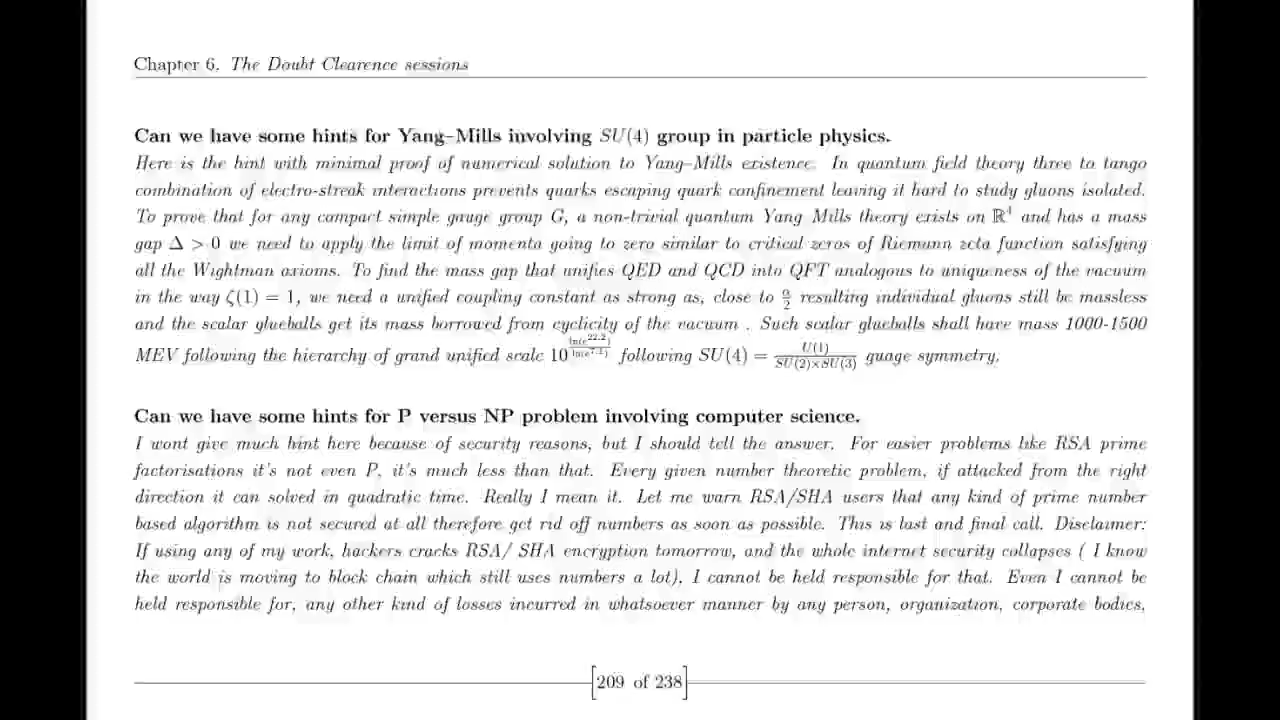 Chapter 6. The Doubt Clearence sessions
Can we have some hints for Yang–Mills involving SU(4) group in particle physics.
Here is the hint with minimal proof of numerical solution to Yang–Mills existence. In quantum field theory three to tango
combination of electro-streak interactions prevents quarks escaping quark confinement leaving it hard to study gluons isolated.
To prove that for any compact simple gauge group G, a non-trivial quantum Yang Mills theory exists on ℝ⁴ and has a mass
gap Δ > 0 we need to apply the limit of momenta going to zero similar to critical zeros of Riemann zeta function satisfying
all the Wightman axioms. To find the mass gap that unifies QED and QCD into QFT analogous to uniqueness of the vacuum
in the way ζ(1) = 1, we need a unified coupling constant as strong as, close to α/2 resulting individual gluons still be massless
and the scalar glueballs get its mass borrowed from cyclicity of the vacuum . Such scalar glueballs shall have mass 1000-1500
MEV following the hierarchy of grand unified scale 10 following SU(4) = U(1)/SU(2)×SU(3) guage symmetry.
Can we have some hints for P versus NP problem involving computer science.
I wont give much hint here because of security reasons, but I should tell the answer. For easier problems like RSA prime
factorisations it's not even P, it's much less than that. Every given number theoretic problem, if attacked from the right
direction it can solved in quadratic time. Really I mean it. Let me warn RSA/SHA users that any kind of prime number
based algorithm is not secured at all therefore get rid off numbers as soon as possible. This is last and final call. Disclaimer:
If using any of my work, hackers cracks RSA/ SHA encryption tomorrow, and the whole internet security collapses ( I know
the world is moving to block chain which still uses numbers a lot), I cannot be held responsible for that. Even I cannot be
held responsible for, any other kind of losses incurred in whatsoever manner by any person, organization, corporate bodies,
209 of 238